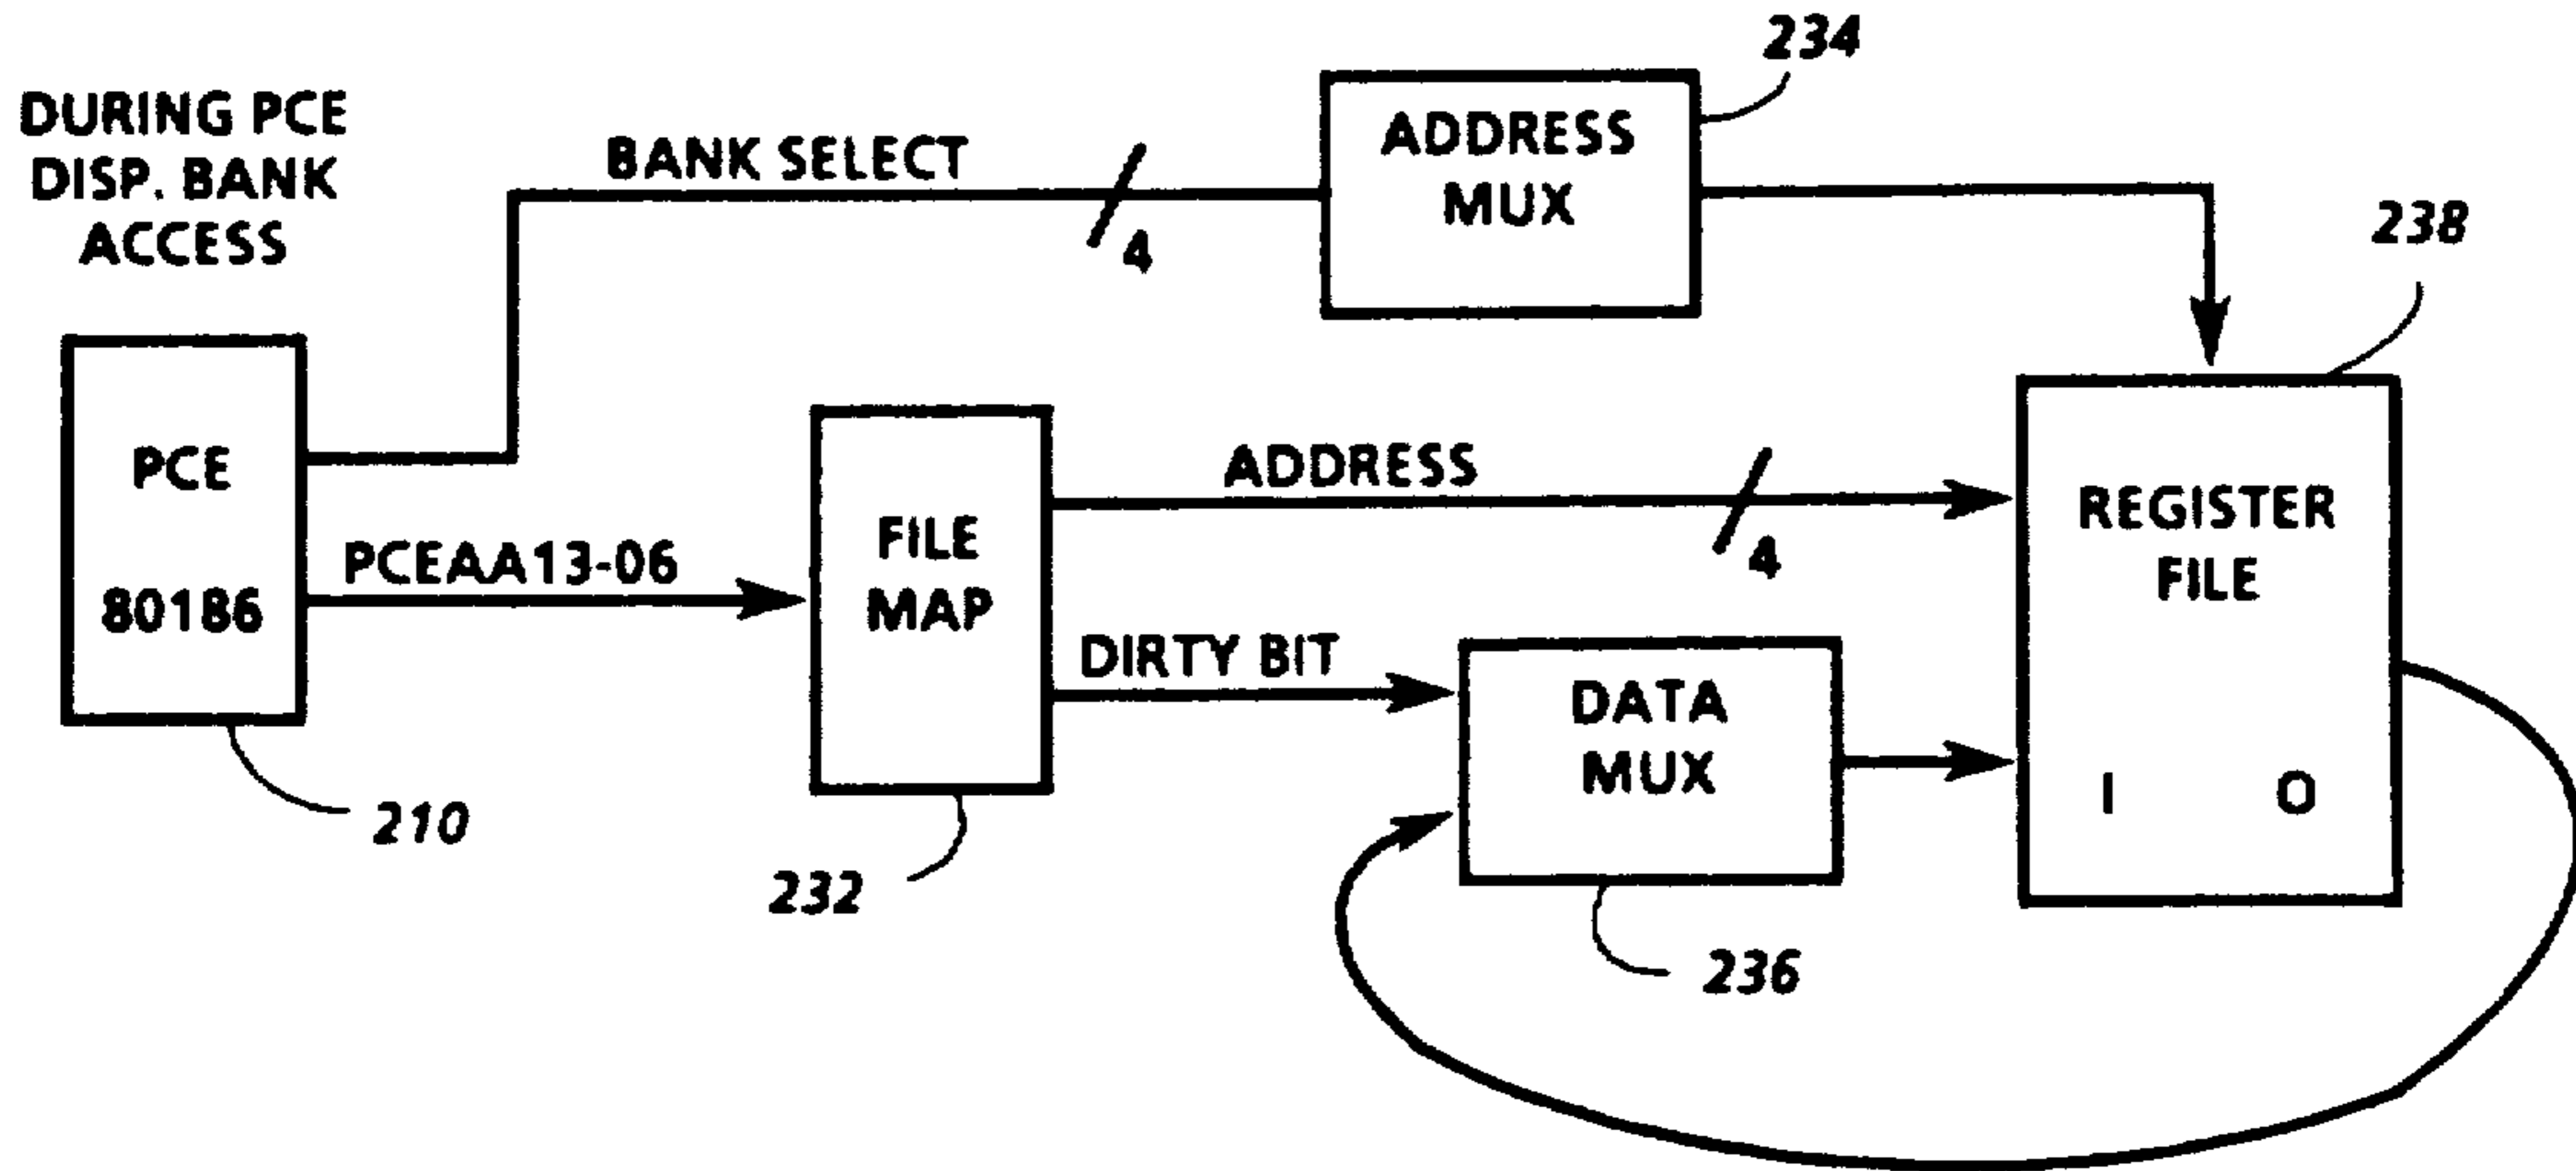 DURING PCE
DISP. BANK
ACCESS
BANK SELECT
4
ADDRESS
MUX
234
238
PCE
80186
210
PCEAA13-06
FILE
MAP
232
ADDRESS
4
DIRTY BIT
DATA
MUX
236
REGISTER
FILE
I O